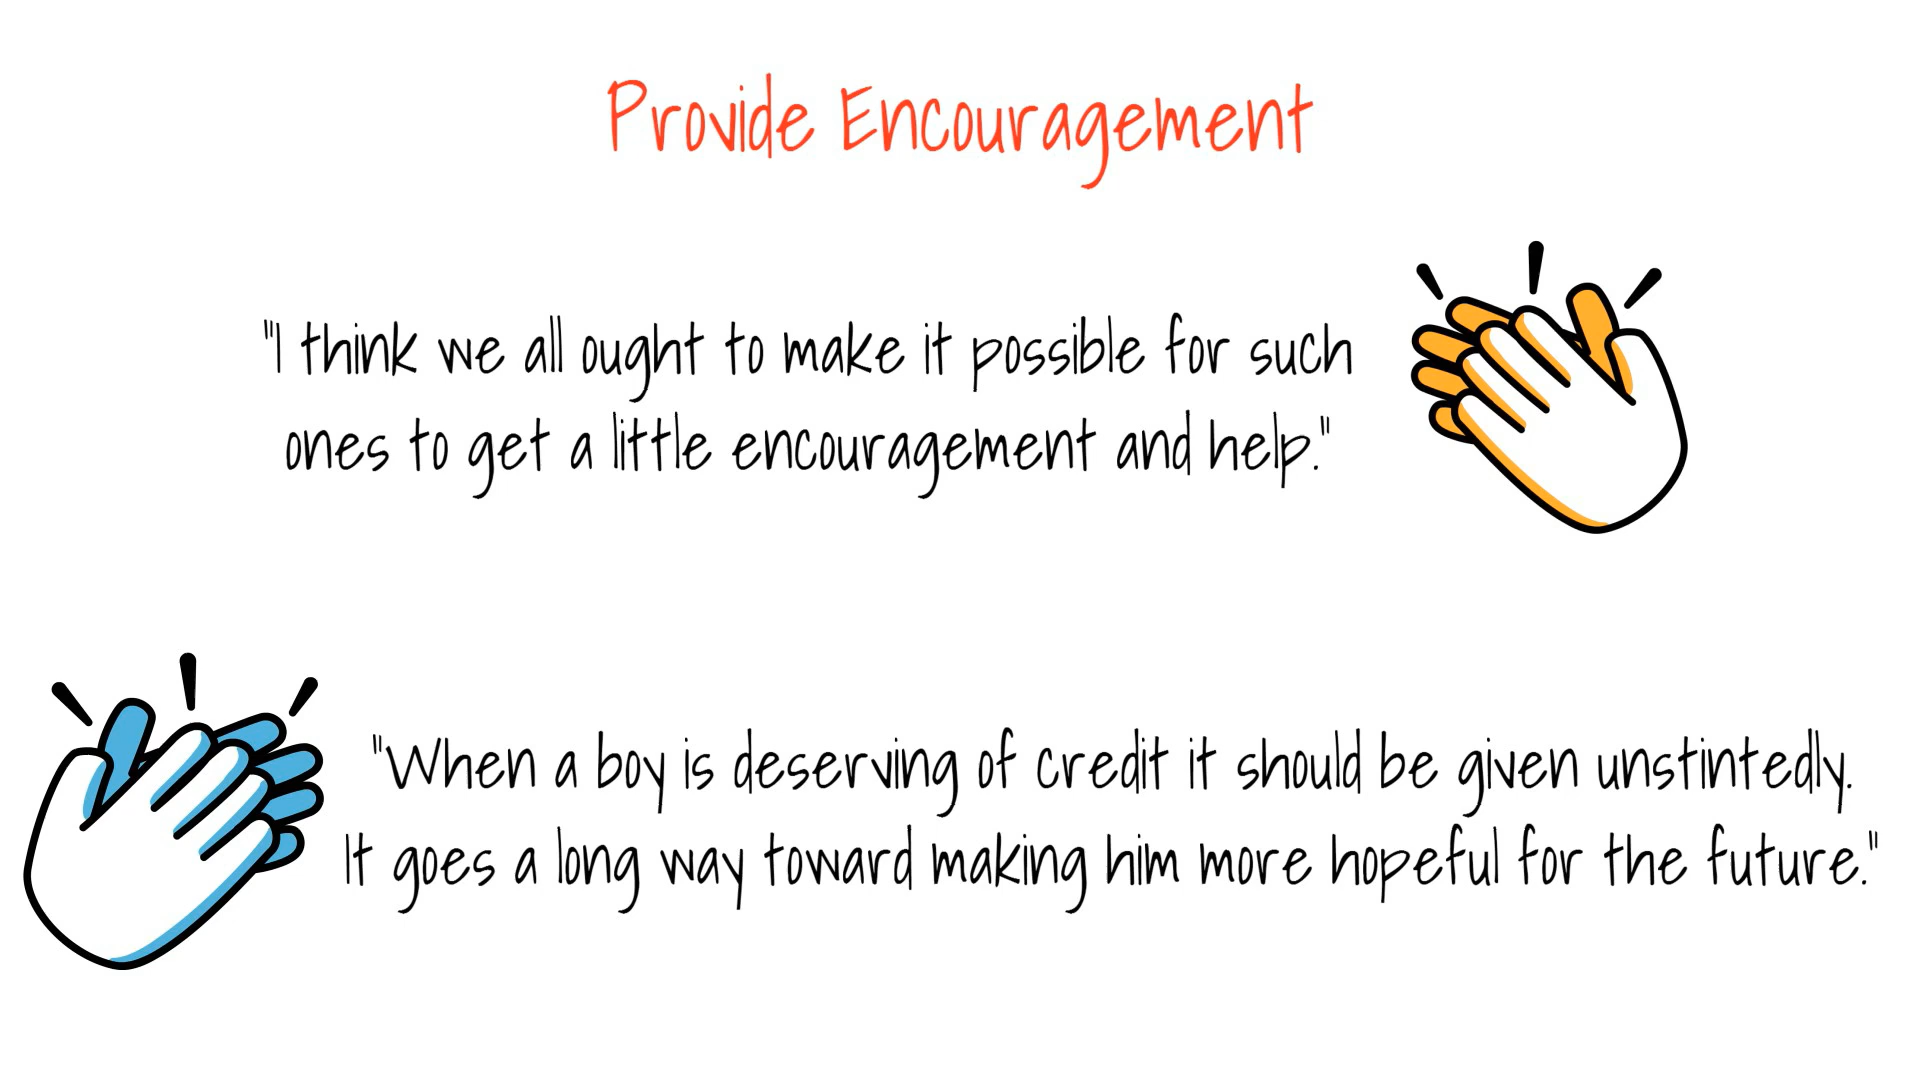 Provide Encouragement
"I think we all ought to make it possible for such
ones to get a little encouragement and help."
"When a boy is deserving of credit it should be given unstintedly.
It goes a long way toward making him more hopeful for the future."